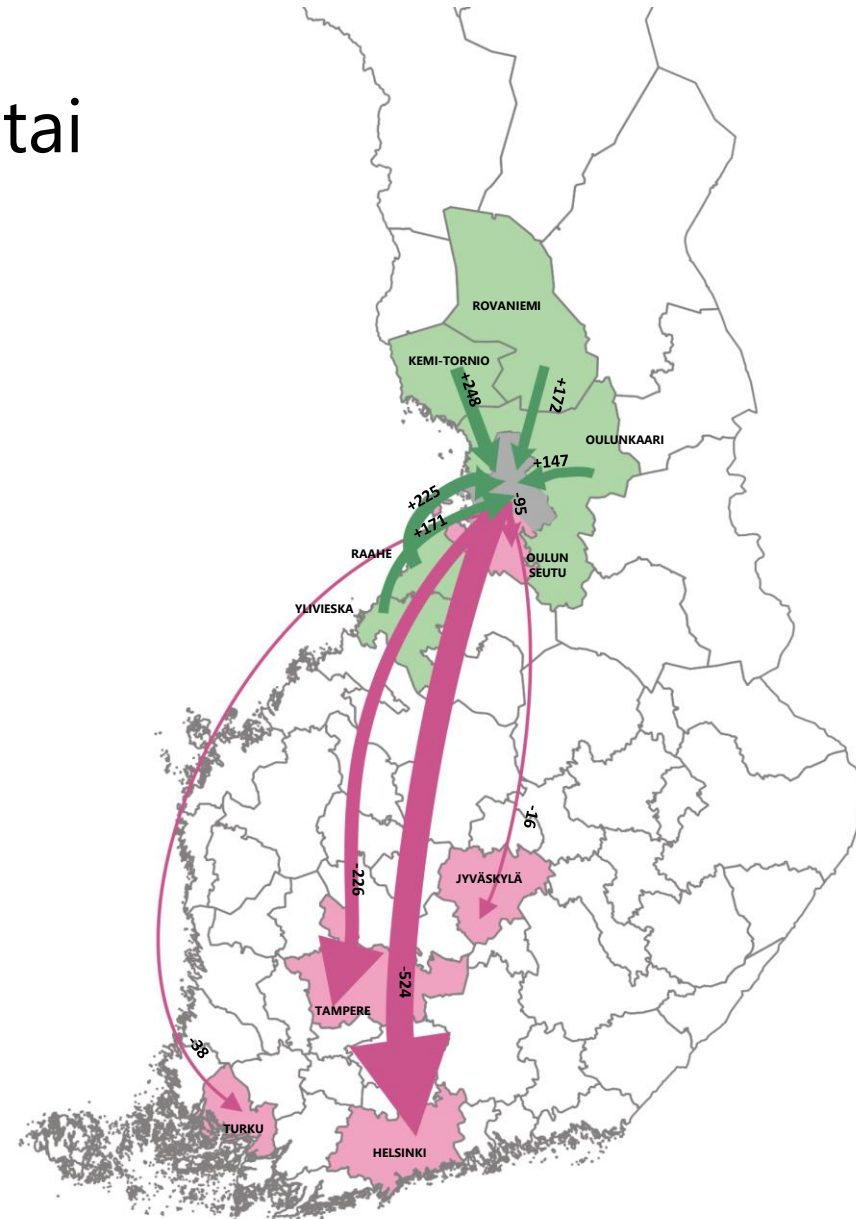 tai
ROVANIEMI
KEMI-TORNIO
+248
+172
OULUNKAARI
+147
+225
-95
+171
RAAHE
OULUN
SEUTU
YLIVIESKA
-16
-226
JYVÄSKYLÄ
-524
TAMPERE
-38
TURKU
HELSINKI